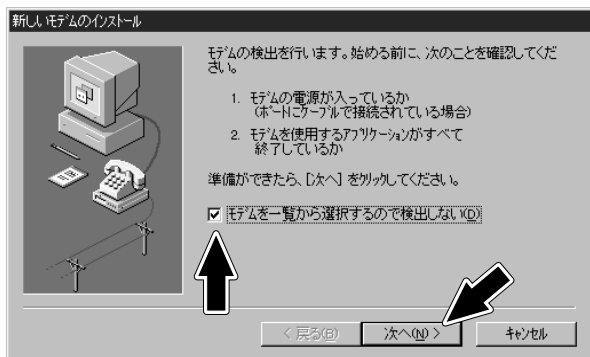 新しいモデムのインストール
モデムの検出を行います。始める前に、次のことを確認してくだ
さい。
1. モデムの電源が入っているか
(ポートにケーブルで接続されている場合)
2. モデムを使用するアプリケーションがすべて
終了しているか
準備ができたら、[次へ] をクリックしてください。
モデムを一覧から選択するので検出しない(D)
< 戻る(B)
次へ(N) >
キャンセル